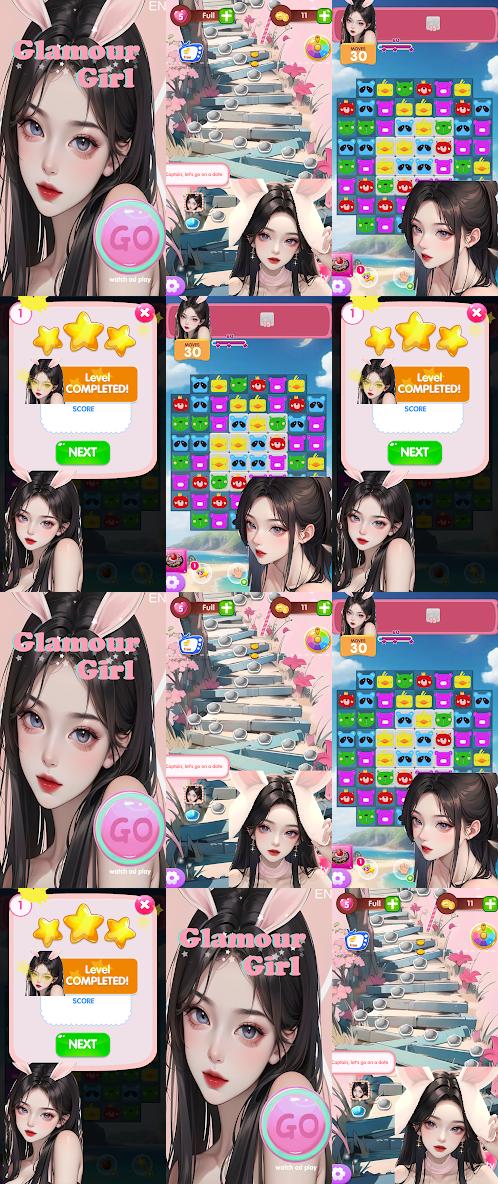 EN
Glamour
Girl
GO
watch ad play
5
Full
11
Captain, let's go on a date
MOVES
30
1
1
Level
COMPLETED!
SCORE
NEXT
MOVES
30
1
1
Level
COMPLETED!
SCORE
NEXT
EN
Glamour
Girl
GO
watch ad play
5
Full
11
Captain, let's go on a date
MOVES
30
1
1
Level
COMPLETED!
SCORE
NEXT
EN
Glamour
Girl
GO
watch ad play
5
Full
11
Captain, let's go on a date